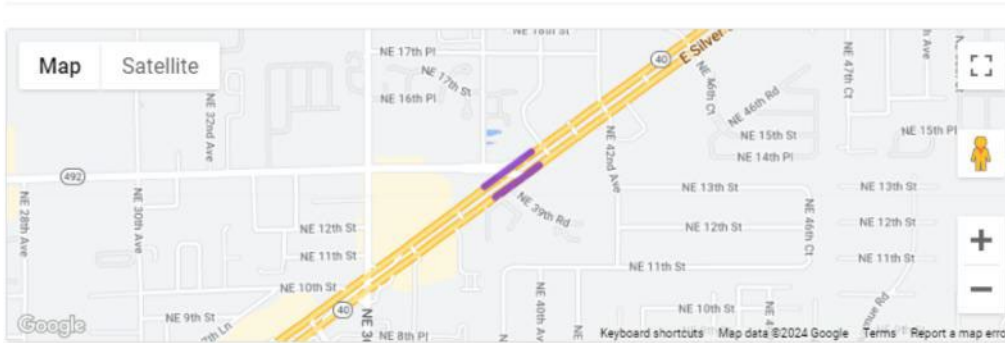 Map
Satellite
NE 17th Pl
NE 17th St
NE 16th Pl
NE 32nd Ave
40
E Silver
NE 46th Ct
NE 46th Rd
NE 47th Ct
NE 15th St
NE 15th Pl
NE 14th Pl
NE 42nd Ave
492
NE 28th Ave
NE 30th Ave
NE 39th Rd
NE 13th St
NE 13th St
NE 12th St
NE 12th St
NE 12th St
NE 46th Ct
NE 11th St
NE 11th St
NE 11th St
NE 10th St
NE 10th St
NE 9th St
40
NE 8th Pl
NE 40th Av
NE
Google
Keyboard shortcuts
Map data ©2024 Google
Terms
Report a map erro